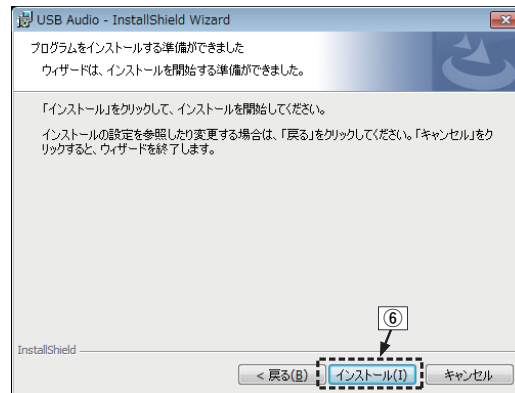 USB Audio - InstallShield Wizard
プログラムをインストールする準備ができました
ウィザードは、インストールを開始する準備ができました。
「インストール」をクリックして、インストールを開始してください。
インストールの設定を参照したり変更する場合は、「戻る」をクリックしてください。「キャンセル」をク
リックすると、ウィザードを終了します。
⑥
InstallShield
< 戻る(B)
インストール(I)
キャンセル